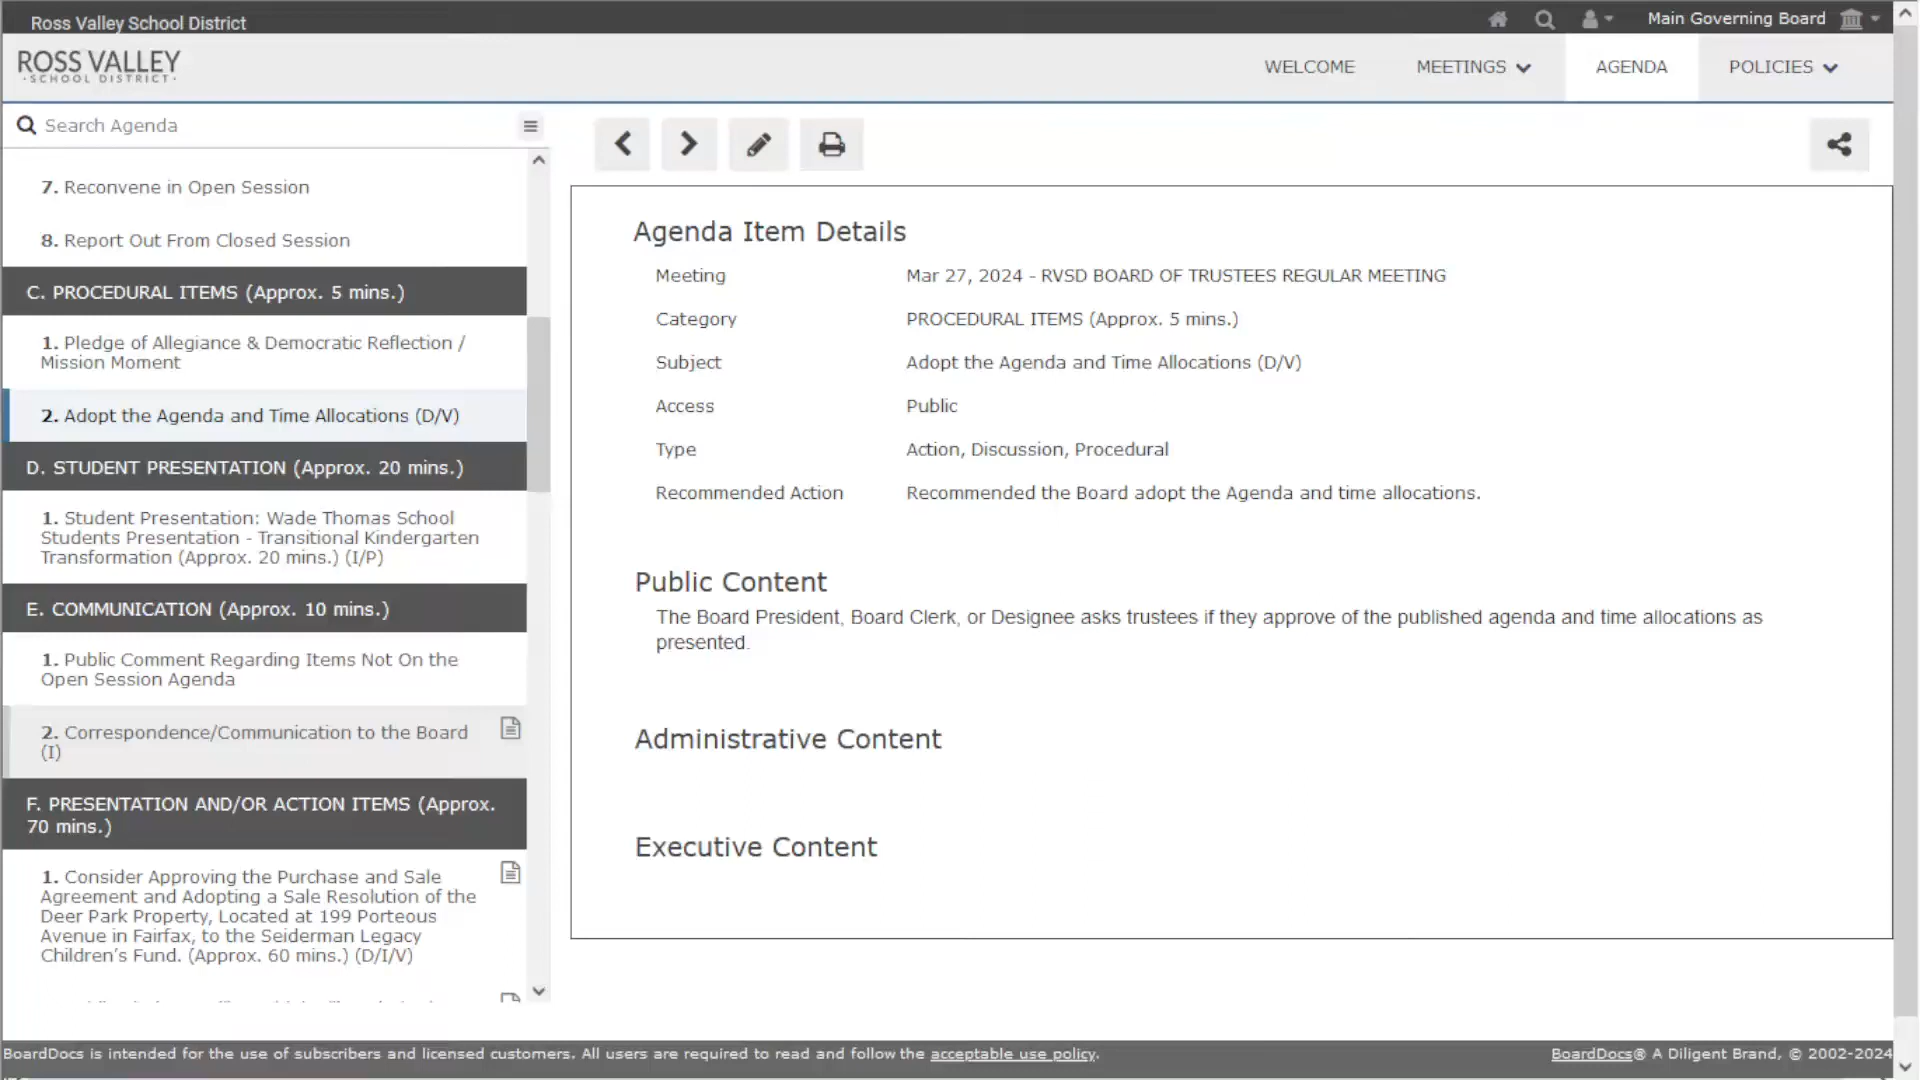 Ross Valley School District
Main Governing Board
ROSS VALLEY
·SCHOOL DISTRICT·
WELCOME
MEETINGS
AGENDA
POLICIES
Search Agenda
7. Reconvene in Open Session
8. Report Out From Closed Session
C. PROCEDURAL ITEMS (Approx. 5 mins.)
1. Pledge of Allegiance & Democratic Reflection /
Mission Moment
2. Adopt the Agenda and Time Allocations (D/V)
D. STUDENT PRESENTATION (Approx. 20 mins.)
1. Student Presentation: Wade Thomas School
Students Presentation - Transitional Kindergarten
Transformation (Approx. 20 mins.) (I/P)
E. COMMUNICATION (Approx. 10 mins.)
1. Public Comment Regarding Items Not On the
Open Session Agenda
2. Correspondence/Communication to the Board
(I)
F. PRESENTATION AND/OR ACTION ITEMS (Approx.
70 mins.)
1. Consider Approving the Purchase and Sale
Agreement and Adopting a Sale Resolution of the
Deer Park Property, Located at 199 Porteous
Avenue in Fairfax, to the Seiderman Legacy
Children's Fund. (Approx. 60 mins.) (D/I/V)
Agenda Item Details
Meeting Mar 27, 2024 - RVSD BOARD OF TRUSTEES REGULAR MEETING
Category PROCEDURAL ITEMS (Approx. 5 mins.)
Subject Adopt the Agenda and Time Allocations (D/V)
Access Public
Type Action, Discussion, Procedural
Recommended Action Recommended the Board adopt the Agenda and time allocations.
Public Content
The Board President, Board Clerk, or Designee asks trustees if they approve of the published agenda and time allocations as
presented.
Administrative Content
Executive Content
BoardDocs is intended for the use of subscribers and licensed customers. All users are required to read and follow the acceptable use policy.
BoardDocs® A Diligent Brand, © 2002-2024